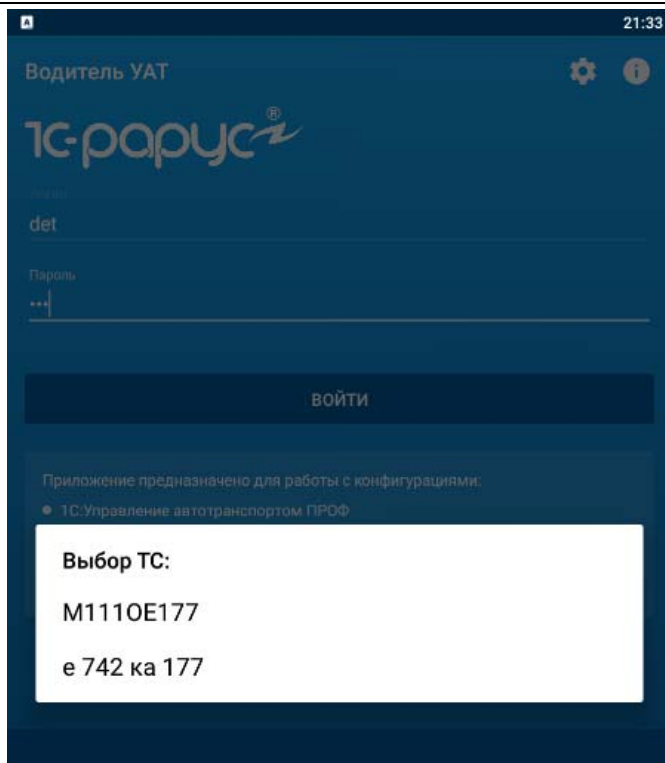 21:33
Водитель УАТ
1С-рарус®
Логин
det
Пароль
•••
ВОЙТИ
Приложение предназначено для работы с конфигурациями:
• 1С:Управление автотранспортом ПРОФ
Выбор ТС:
М111ОЕ177
е 742 ка 177